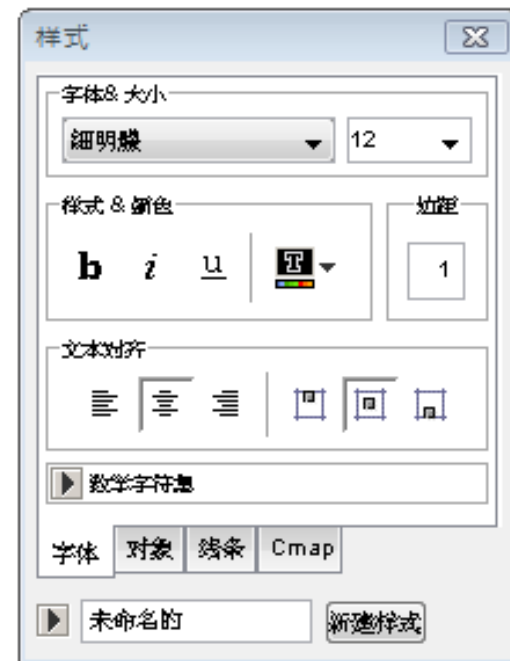 样式
字体& 大小
細明體 12
样式 & 颜色 边距
b i u T 1
文本对齐
数学字符集
字体 对象 线条 Cmap
未命名的 新建样式